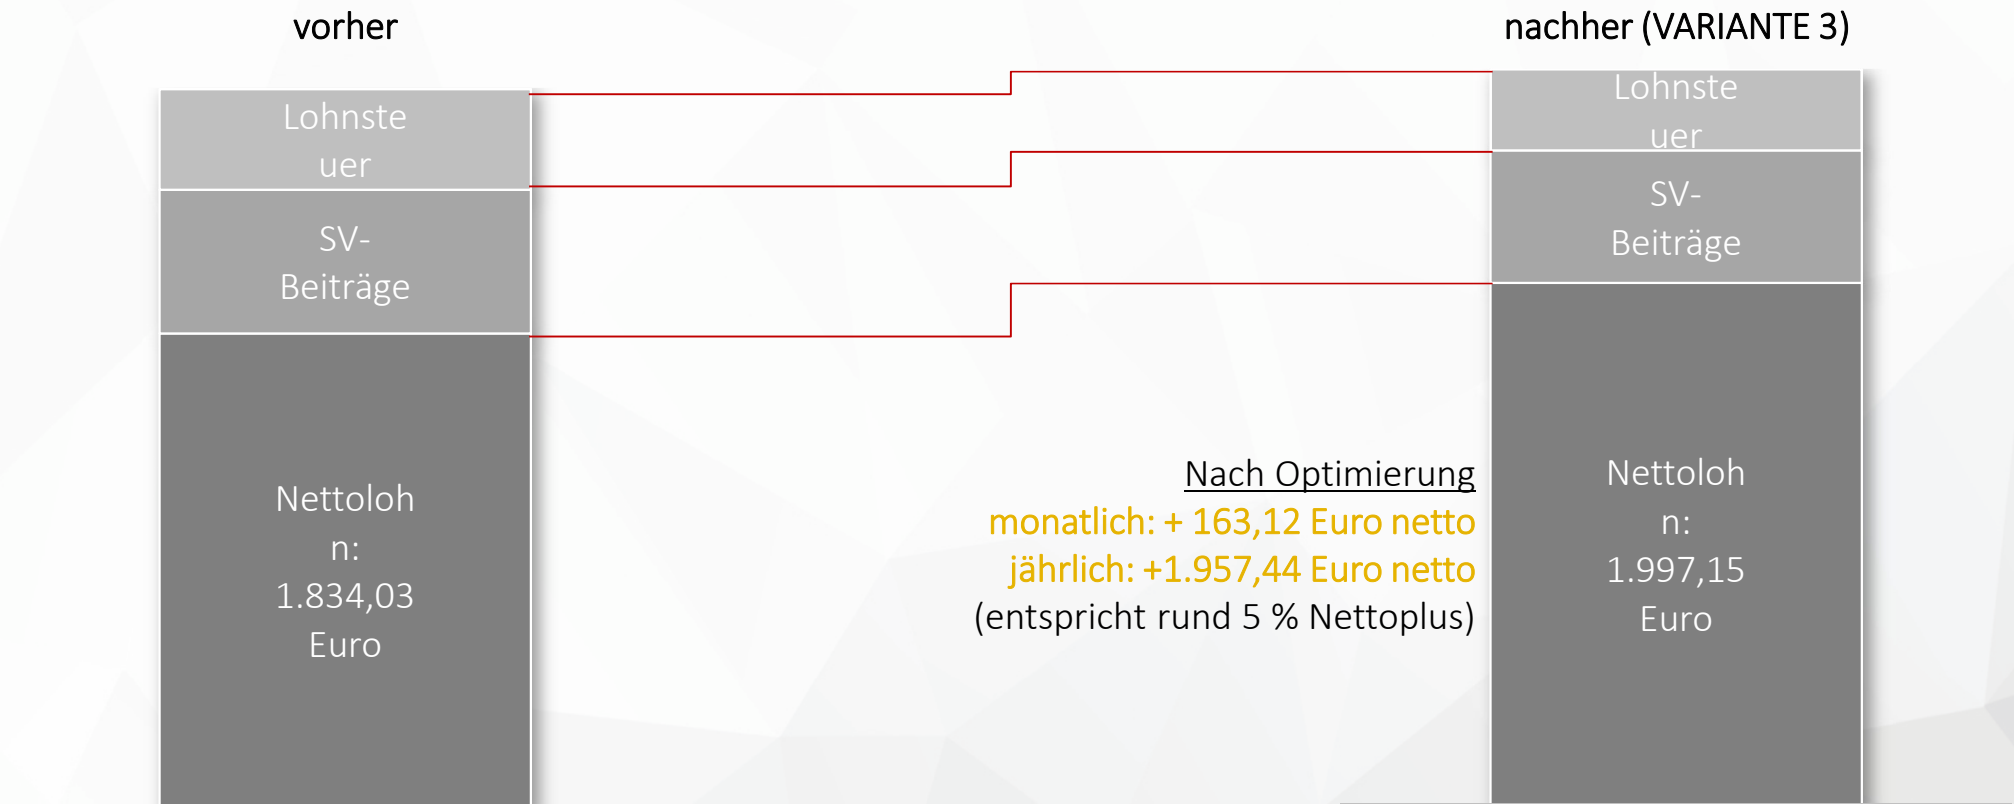 vorher
nachher (VARIANTE 3)
Lohnste
uer
SV-
Beiträge
Nettoloh
n:
1.834,03
Euro
Nach Optimierung
monatlich: + 163,12 Euro netto
jährlich: +1.957,44 Euro netto
(entspricht rund 5 % Nettoplus)
Lohnste
uer
SV-
Beiträge
Nettoloh
n:
1.997,15
Euro